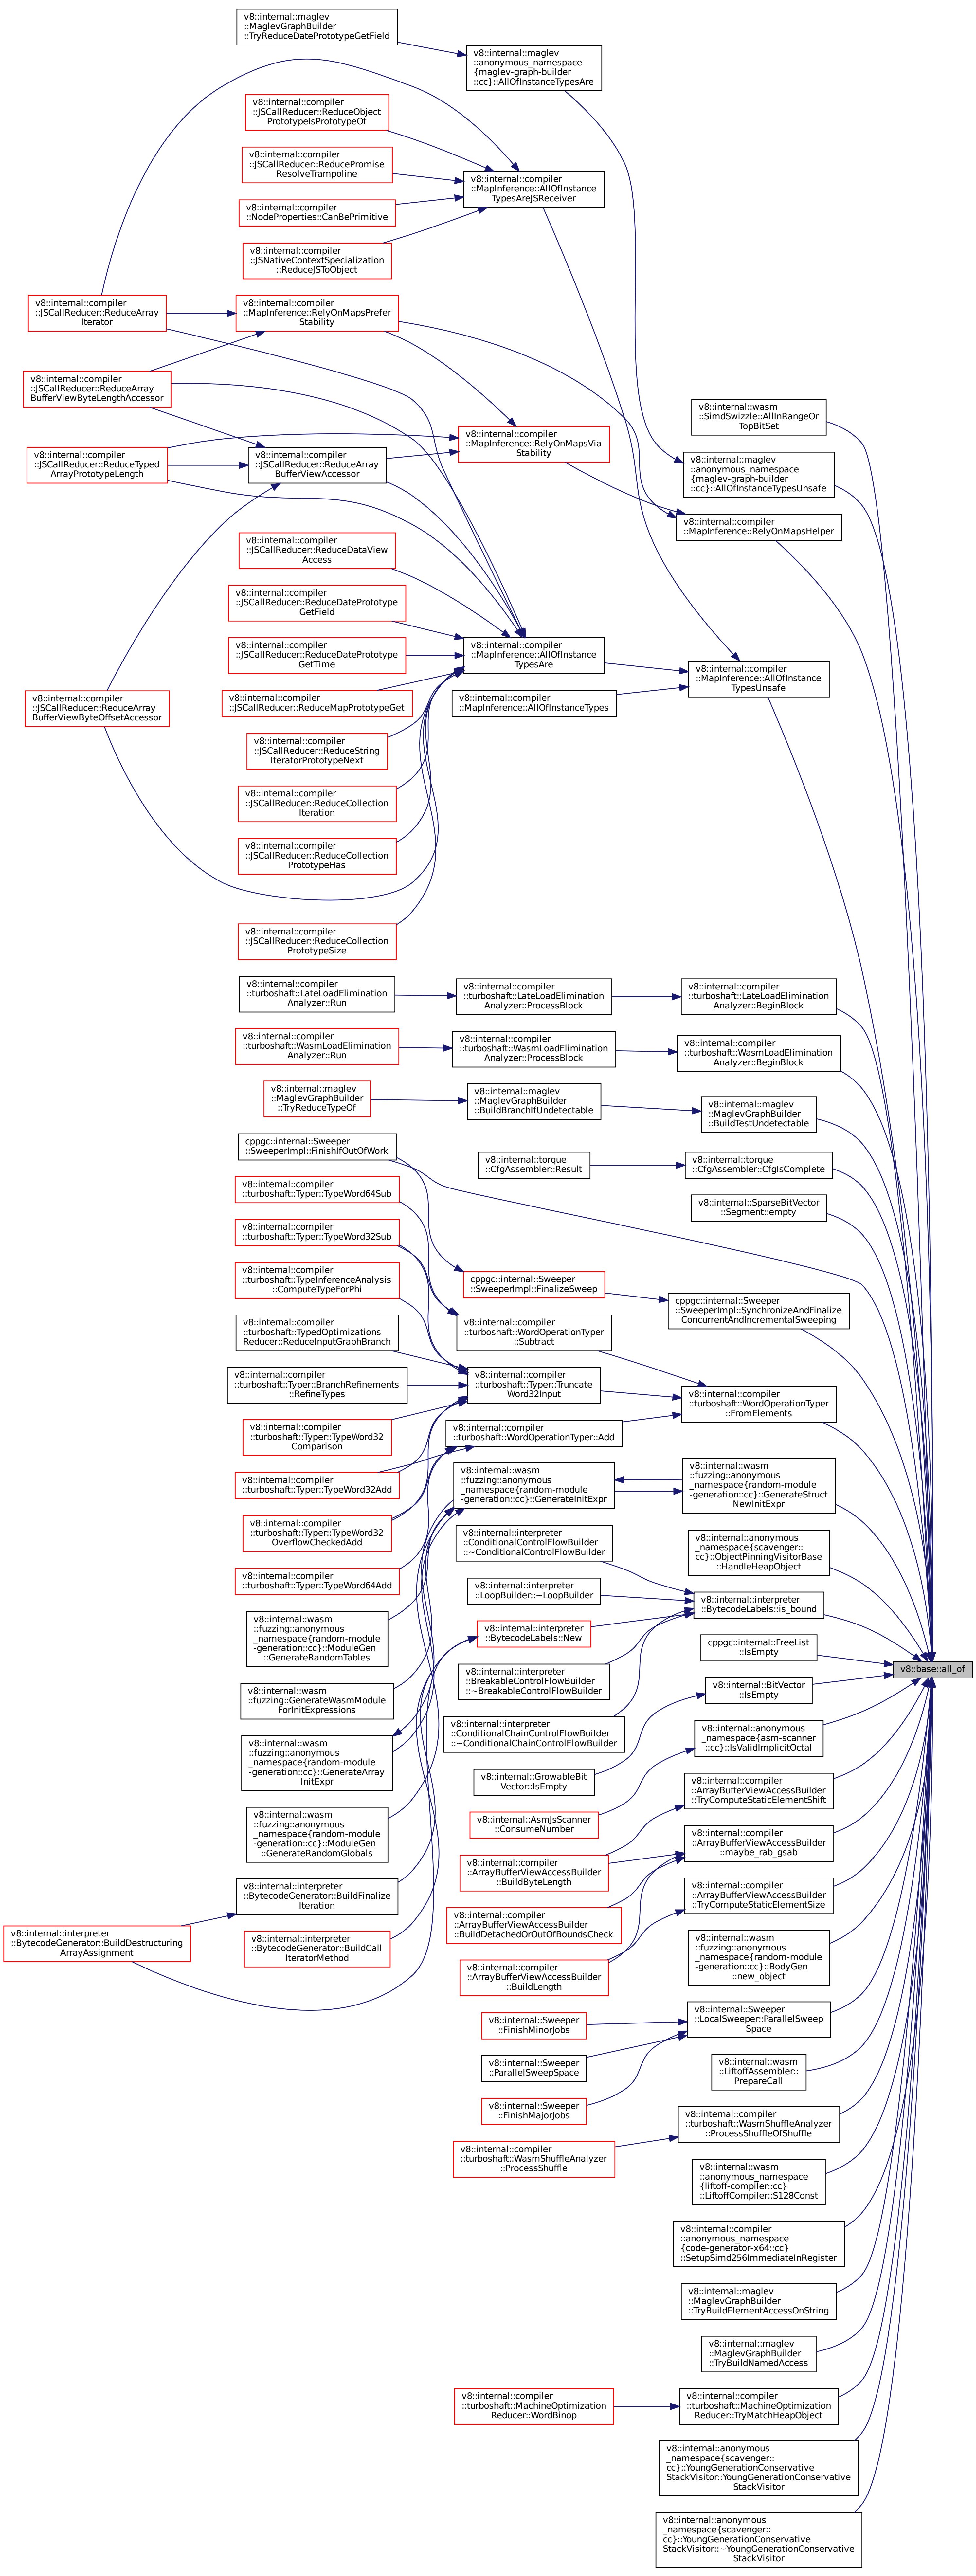 v8::internal::maglev
::MaglevGraphBuilder
::TryReduceDatePrototypeGetField
v8::internal::maglev
::anonymous_namespace
{maglev-graph-builder
::cc}::AllOfInstanceTypesAre
v8::internal::compiler
::JSCallReducer::ReduceObject
PrototypeIsPrototypeOf
v8::internal::compiler
::JSCallReducer::ReducePromise
ResolveTrampoline
v8::internal::compiler
::MapInference::AllOfInstance
TypesAreJSReceiver
v8::internal::compiler
::NodeProperties::CanBePrimitive
v8::internal::compiler
::JSNativeContextSpecialization
::ReduceJSToObject
v8::internal::compiler
::JSCallReducer::ReduceArray
Iterator
v8::internal::compiler
::MapInference::RelyOnMapsPrefer
Stability
v8::internal::compiler
::JSCallReducer::ReduceArray
BufferViewByteLengthAccessor
v8::internal::wasm
::SimdSwizzle::AllInRangeOr
TopBitSet
v8::internal::compiler
::MapInference::RelyOnMapsVia
Stability
v8::internal::compiler
::JSCallReducer::ReduceTyped
ArrayPrototypeLength
v8::internal::compiler
::JSCallReducer::ReduceArray
BufferViewAccessor
v8::internal::maglev
::anonymous_namespace
{maglev-graph-builder
::cc}::AllOfInstanceTypesUnsafe
v8::internal::compiler
::MapInference::RelyOnMapsHelper
v8::internal::compiler
::JSCallReducer::ReduceDataView
Access
v8::internal::compiler
::JSCallReducer::ReduceDatePrototype
GetField
v8::internal::compiler
::JSCallReducer::ReduceDatePrototype
GetTime
v8::internal::compiler
::MapInference::AllOfInstance
TypesAre
v8::internal::compiler
::MapInference::AllOfInstance
TypesUnsafe
v8::internal::compiler
::JSCallReducer::ReduceArray
BufferViewByteOffsetAccessor
v8::internal::compiler
::JSCallReducer::ReduceMapPrototypeGet
v8::internal::compiler
::MapInference::AllOfInstanceTypes
v8::internal::compiler
::JSCallReducer::ReduceString
IteratorPrototypeNext
v8::internal::compiler
::JSCallReducer::ReduceCollection
Iteration
v8::internal::compiler
::JSCallReducer::ReduceCollection
PrototypeHas
v8::internal::compiler
::JSCallReducer::ReduceCollection
PrototypeSize
v8::internal::compiler
::turboshaft::LateLoadElimination
Analyzer::Run
v8::internal::compiler
::turboshaft::LateLoadElimination
Analyzer::ProcessBlock
v8::internal::compiler
::turboshaft::LateLoadElimination
Analyzer::BeginBlock
v8::internal::compiler
::turboshaft::WasmLoadElimination
Analyzer::Run
v8::internal::compiler
::turboshaft::WasmLoadElimination
Analyzer::ProcessBlock
v8::internal::compiler
::turboshaft::WasmLoadElimination
Analyzer::BeginBlock
v8::internal::maglev
::MaglevGraphBuilder
::TryReduceTypeOf
v8::internal::maglev
::MaglevGraphBuilder
::BuildBranchIfUndetectable
v8::internal::maglev
::MaglevGraphBuilder
::BuildTestUndetectable
cppgc::internal::Sweeper
::SweeperImpl::FinishIfOutOfWork
v8::internal::torque
::CfgAssembler::Result
v8::internal::torque
::CfgAssembler::CfgIsComplete
v8::internal::compiler
::turboshaft::Typer::TypeWord64Sub
v8::internal::SparseBitVector
::Segment::empty
v8::internal::compiler
::turboshaft::Typer::TypeWord32Sub
v8::internal::compiler
::turboshaft::TypeInferenceAnalysis
::ComputeTypeForPhi
cppgc::internal::Sweeper
::SweeperImpl::FinalizeSweep
cppgc::internal::Sweeper
::SweeperImpl::SynchronizeAndFinalize
ConcurrentAndIncrementalSweeping
v8::internal::compiler
::turboshaft::TypedOptimizations
Reducer::ReduceInputGraphBranch
v8::internal::compiler
::turboshaft::WordOperationTyper
::Subtract
v8::internal::compiler
::turboshaft::Typer::BranchRefinements
::RefineTypes
v8::internal::compiler
::turboshaft::Typer::Truncate
Word32Input
v8::internal::compiler
::turboshaft::WordOperationTyper
::FromElements
v8::internal::compiler
::turboshaft::Typer::TypeWord32
Comparison
v8::internal::compiler
::turboshaft::WordOperationTyper::Add
v8::internal::compiler
::turboshaft::Typer::TypeWord32Add
v8::internal::wasm
::fuzzing::anonymous
_namespace{random-module
-generation::cc}::GenerateInitExpr
v8::internal::wasm
::fuzzing::anonymous
_namespace{random-module
-generation::cc}::GenerateStruct
NewInitExpr
v8::internal::compiler
::turboshaft::Typer::TypeWord32
OverflowCheckedAdd
v8::internal::interpreter
::ConditionalControlFlowBuilder
::~ConditionalControlFlowBuilder
v8::internal::anonymous
_namespace{scavenger::
cc}::ObjectPinningVisitorBase
::HandleHeapObject
v8::internal::compiler
::turboshaft::Typer::TypeWord64Add
v8::internal::interpreter
::LoopBuilder::~LoopBuilder
v8::internal::interpreter
::BytecodeLabels::is_bound
v8::internal::wasm
::fuzzing::anonymous
_namespace{random-module
-generation::cc}::ModuleGen
::GenerateRandomTables
v8::internal::interpreter
::BytecodeLabels::New
cppgc::internal::FreeList
::IsEmpty
v8::base::all_of
v8::internal::wasm
::fuzzing::GenerateWasmModule
ForInitExpressions
v8::internal::interpreter
::BreakableControlFlowBuilder
::~BreakableControlFlowBuilder
v8::internal::BitVector
::IsEmpty
v8::internal::interpreter
::ConditionalChainControlFlowBuilder
::~ConditionalChainControlFlowBuilder
v8::internal::anonymous
_namespace{asm-scanner
::cc}::IsValidImplicitOctal
v8::internal::wasm
::fuzzing::anonymous
_namespace{random-module
-generation::cc}::GenerateArray
InitExpr
v8::internal::GrowableBit
Vector::IsEmpty
v8::internal::compiler
::ArrayBufferViewAccessBuilder
::TryComputeStaticElementShift
v8::internal::wasm
::fuzzing::anonymous
_namespace{random-module
-generation::cc}::ModuleGen
::GenerateRandomGlobals
v8::internal::AsmJsScanner
::ConsumeNumber
v8::internal::compiler
::ArrayBufferViewAccessBuilder
::maybe_rab_gsab
v8::internal::compiler
::ArrayBufferViewAccessBuilder
::BuildByteLength
v8::internal::interpreter
::BytecodeGenerator::BuildFinalize
Iteration
v8::internal::compiler
::ArrayBufferViewAccessBuilder
::TryComputeStaticElementSize
v8::internal::interpreter
::BytecodeGenerator::BuildDestructuring
ArrayAssignment
v8::internal::compiler
::ArrayBufferViewAccessBuilder
::BuildDetachedOrOutOfBoundsCheck
v8::internal::interpreter
::BytecodeGenerator::BuildCall
IteratorMethod
v8::internal::wasm
::fuzzing::anonymous
_namespace{random-module
-generation::cc}::BodyGen
::new_object
v8::internal::compiler
::ArrayBufferViewAccessBuilder
::BuildLength
v8::internal::Sweeper
::FinishMinorJobs
v8::internal::Sweeper
::LocalSweeper::ParallelSweep
Space
v8::internal::Sweeper
::ParallelSweepSpace
v8::internal::wasm
::LiftoffAssembler::
PrepareCall
v8::internal::Sweeper
::FinishMajorJobs
v8::internal::compiler
::turboshaft::WasmShuffleAnalyzer
::ProcessShuffleOfShuffle
v8::internal::compiler
::turboshaft::WasmShuffleAnalyzer
::ProcessShuffle
v8::internal::wasm
::anonymous_namespace
{liftoff-compiler::cc}
::LiftoffCompiler::S128Const
v8::internal::compiler
::anonymous_namespace
{code-generator-x64::cc}
::SetupSimd256ImmediateInRegister
v8::internal::maglev
::MaglevGraphBuilder
::TryBuildElementAccessOnString
v8::internal::maglev
::MaglevGraphBuilder
::TryBuildNamedAccess
v8::internal::compiler
::turboshaft::MachineOptimization
Reducer::WordBinop
v8::internal::compiler
::turboshaft::MachineOptimization
Reducer::TryMatchHeapObject
v8::internal::anonymous
_namespace{scavenger::
cc}::YoungGenerationConservative
StackVisitor::YoungGenerationConservative
StackVisitor
v8::internal::anonymous
_namespace{scavenger::
cc}::YoungGenerationConservative
StackVisitor::~YoungGenerationConservative
StackVisitor